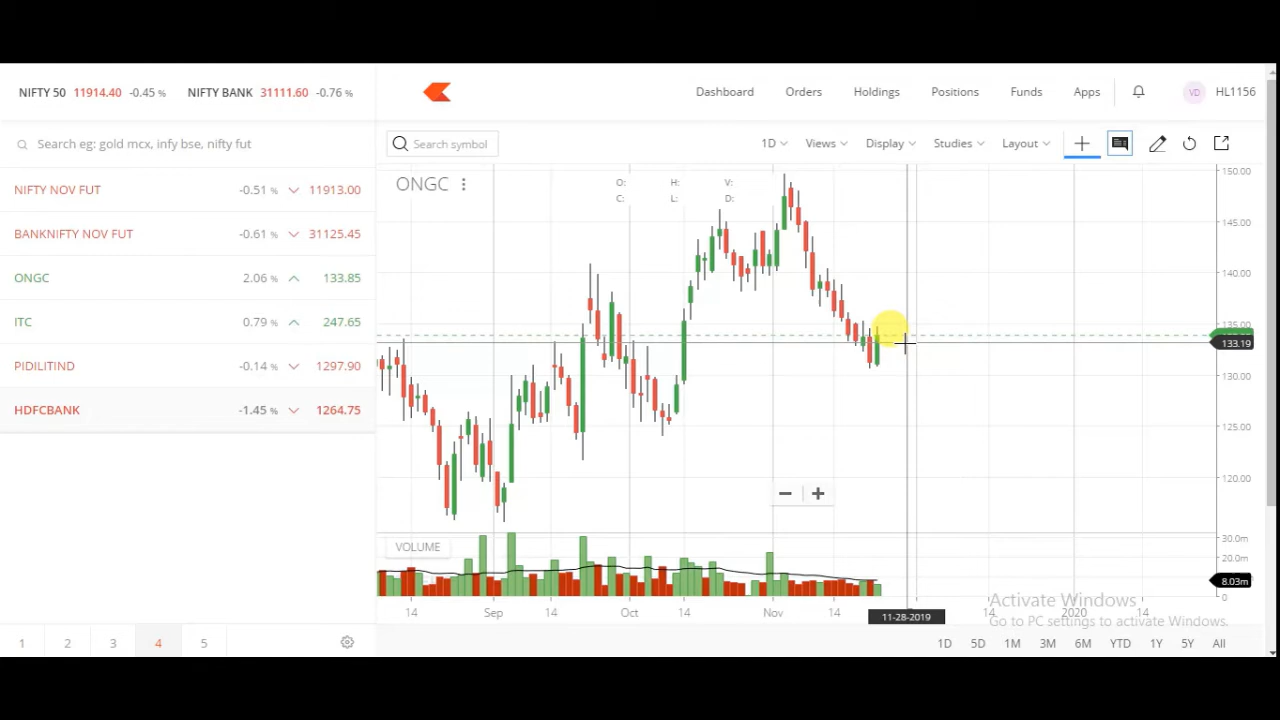 NIFTY 50 11914.40 -0.45 % NIFTY BANK 31111.60 -0.76 %
Dashboard Orders Holdings Positions Funds Apps VD HL1156
Search eg: gold mcx, infy bse, nifty fut
Search symbol 1D Views Display Studies Layout
NIFTY NOV FUT -0.51 % 11913.00
BANKNIFTY NOV FUT -0.61 % 31125.45
ONGC 2.06 % 133.85
ITC 0.79 % 247.65
PIDILITIND -0.14 % 1297.90
HDFCBANK -1.45 % 1264.75
ONGC
O: H: V:
C: L: D:
150.00
145.00
140.00
135.00
133.19
130.00
125.00
120.00
VOLUME
30.0m
20.0m
8.03m
0
14 Sep 14 Oct 14 Nov 14 14 2020 14
11-28-2019
Activate Windows
Go to PC settings to activate Windows.
1 2 3 4 5
1D 5D 1M 3M 6M YTD 1Y 5Y All